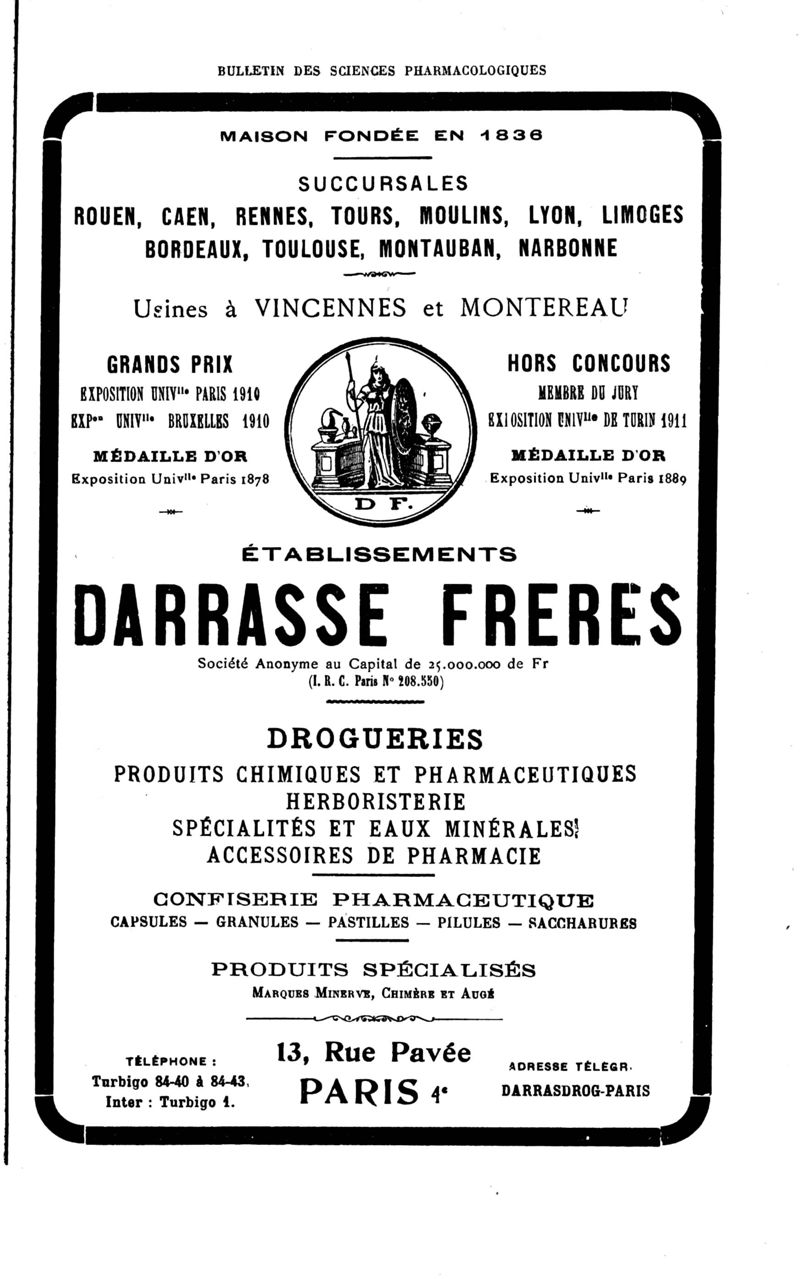 BULLETIN DES SCIENCES PHARMACOLOGIQUES
MAISON FONDÉE EN 1836
SUCCURSALES
ROUEN, CAEN, RENNES, TOURS, MOULINS, LYON, LIMOGES
BORDEAUX, TOULOUSE, MONTAUBAN, NARBONNE
Usines à VINCENNES et MONTEREAU
GRANDS PRIX
EXPOSITION UNIVlle PARIS 1910
EXPon UNIVlle BRUXELLES 1910
MÉDAILLE D'OR
Exposition Univlle Paris 1878
D F.
HORS CONCOURS
MEMBRE DU JURY
EXPOSITION UNIVlle DE TURIN 1911
MÉDAILLE D'OR
Exposition Univlle Paris 1889
ÉTABLISSEMENTS
DARRASSE FRERES
Société Anonyme au Capital de 25.000.000 de Fr
(I. R. C. Paris No 208.550)
DROGUERIES
PRODUITS CHIMIQUES ET PHARMACEUTIQUES
HERBORISTERIE
SPÉCIALITÉS ET EAUX MINÉRALES
ACCESSOIRES DE PHARMACIE
CONFISERIE PHARMACEUTIQUE
CAPSULES — GRANULES — PASTILLES — PILULES — SACCHARURES
PRODUITS SPÉCIALISÉS
MARQUES MINERVE, CHIMÈRE ET AUGÉ
TÉLÉPHONE :
Turbigo 84-40 à 84-43.
Inter : Turbigo 1.
13, Rue Pavée
PARIS 4e
ADRESSE TÉLÉGR.
DARRASDROG-PARIS